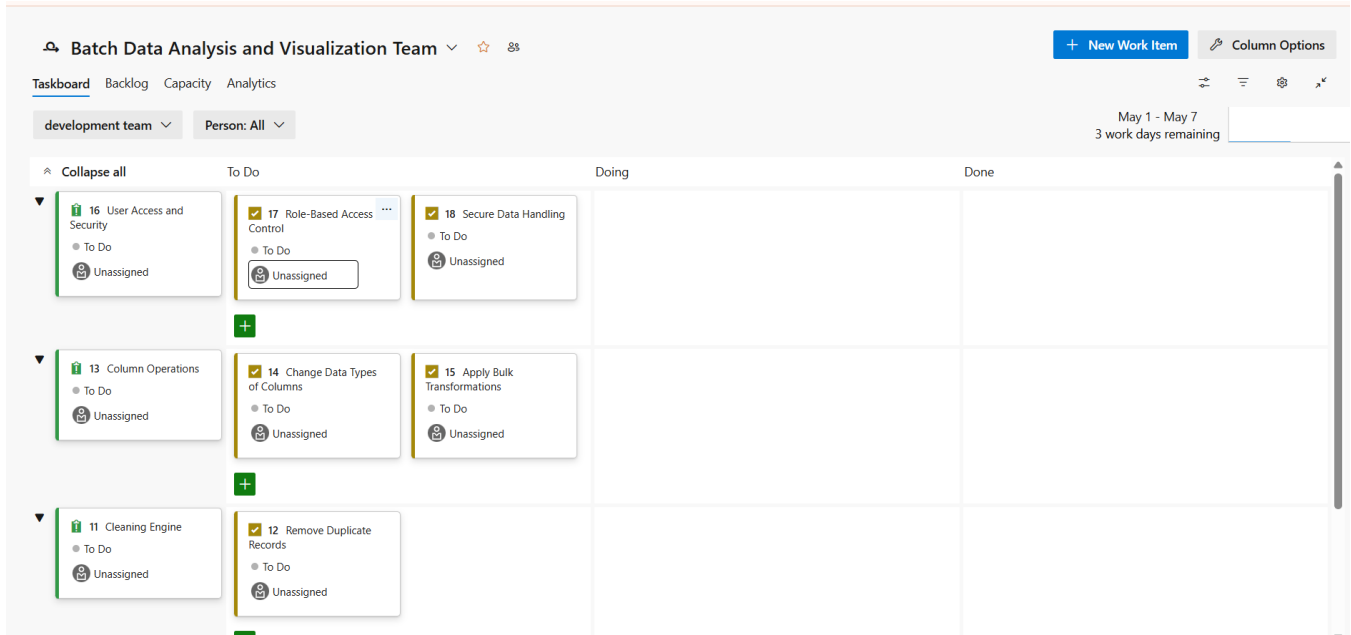 Batch Data Analysis and Visualization Team
+ New Work Item
Column Options
Taskboard
Backlog
Capacity
Analytics
development team
Person: All
May 1 - May 7
3 work days remaining
Collapse all
To Do
Doing
Done
16 User Access and
Security
To Do
Unassigned
17 Role-Based Access
Control
To Do
Unassigned
18 Secure Data Handling
To Do
Unassigned
13 Column Operations
To Do
Unassigned
14 Change Data Types
of Columns
To Do
Unassigned
15 Apply Bulk
Transformations
To Do
Unassigned
11 Cleaning Engine
To Do
Unassigned
12 Remove Duplicate
Records
To Do
Unassigned